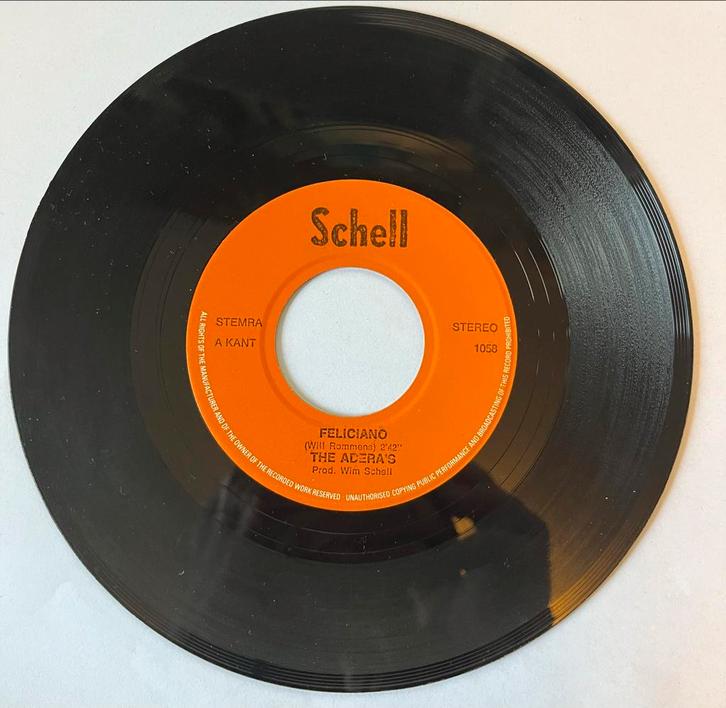 Schell
STEMRA
A KANT
STEREO
1058
FELICIANO
(Will Rommens) 2'42"
THE ADERA'S
Prod. Wim Schell
ALL RIGHTS OF THE MANUFACTURER AND OF THE OWNER OF THE RECORDED WORK RESERVED · UNAUTHORISED COPYING PUBLIC PERFORMANCE AND BROADCASTING OF THIS RECORD PROHIBITED